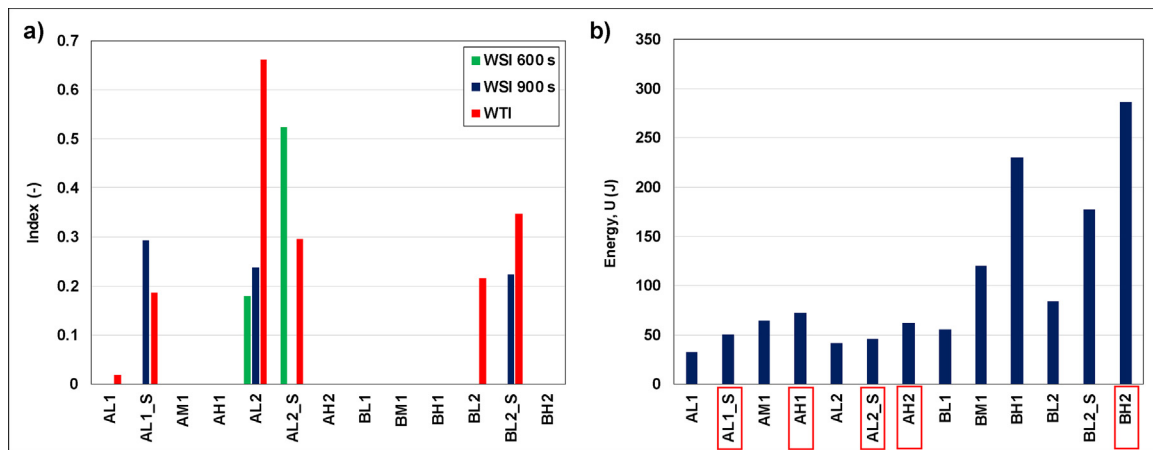 a)
0.7
0.6
0.5
0.4
0.3
0.2
0.1
0
Index (-)
WSI 600 s
WSI 900 s
WTI
AL1
AL1_S
AM1
AH1
AL2
AL2_S
AH2
BL1
BM1
BH1
BL2
BL2_S
BH2
b)
350
300
250
200
150
100
50
0
Energy, U (J)
AL1
AL1_S
AM1
AH1
AL2
AL2_S
AH2
BL1
BM1
BH1
BL2
BL2_S
BH2